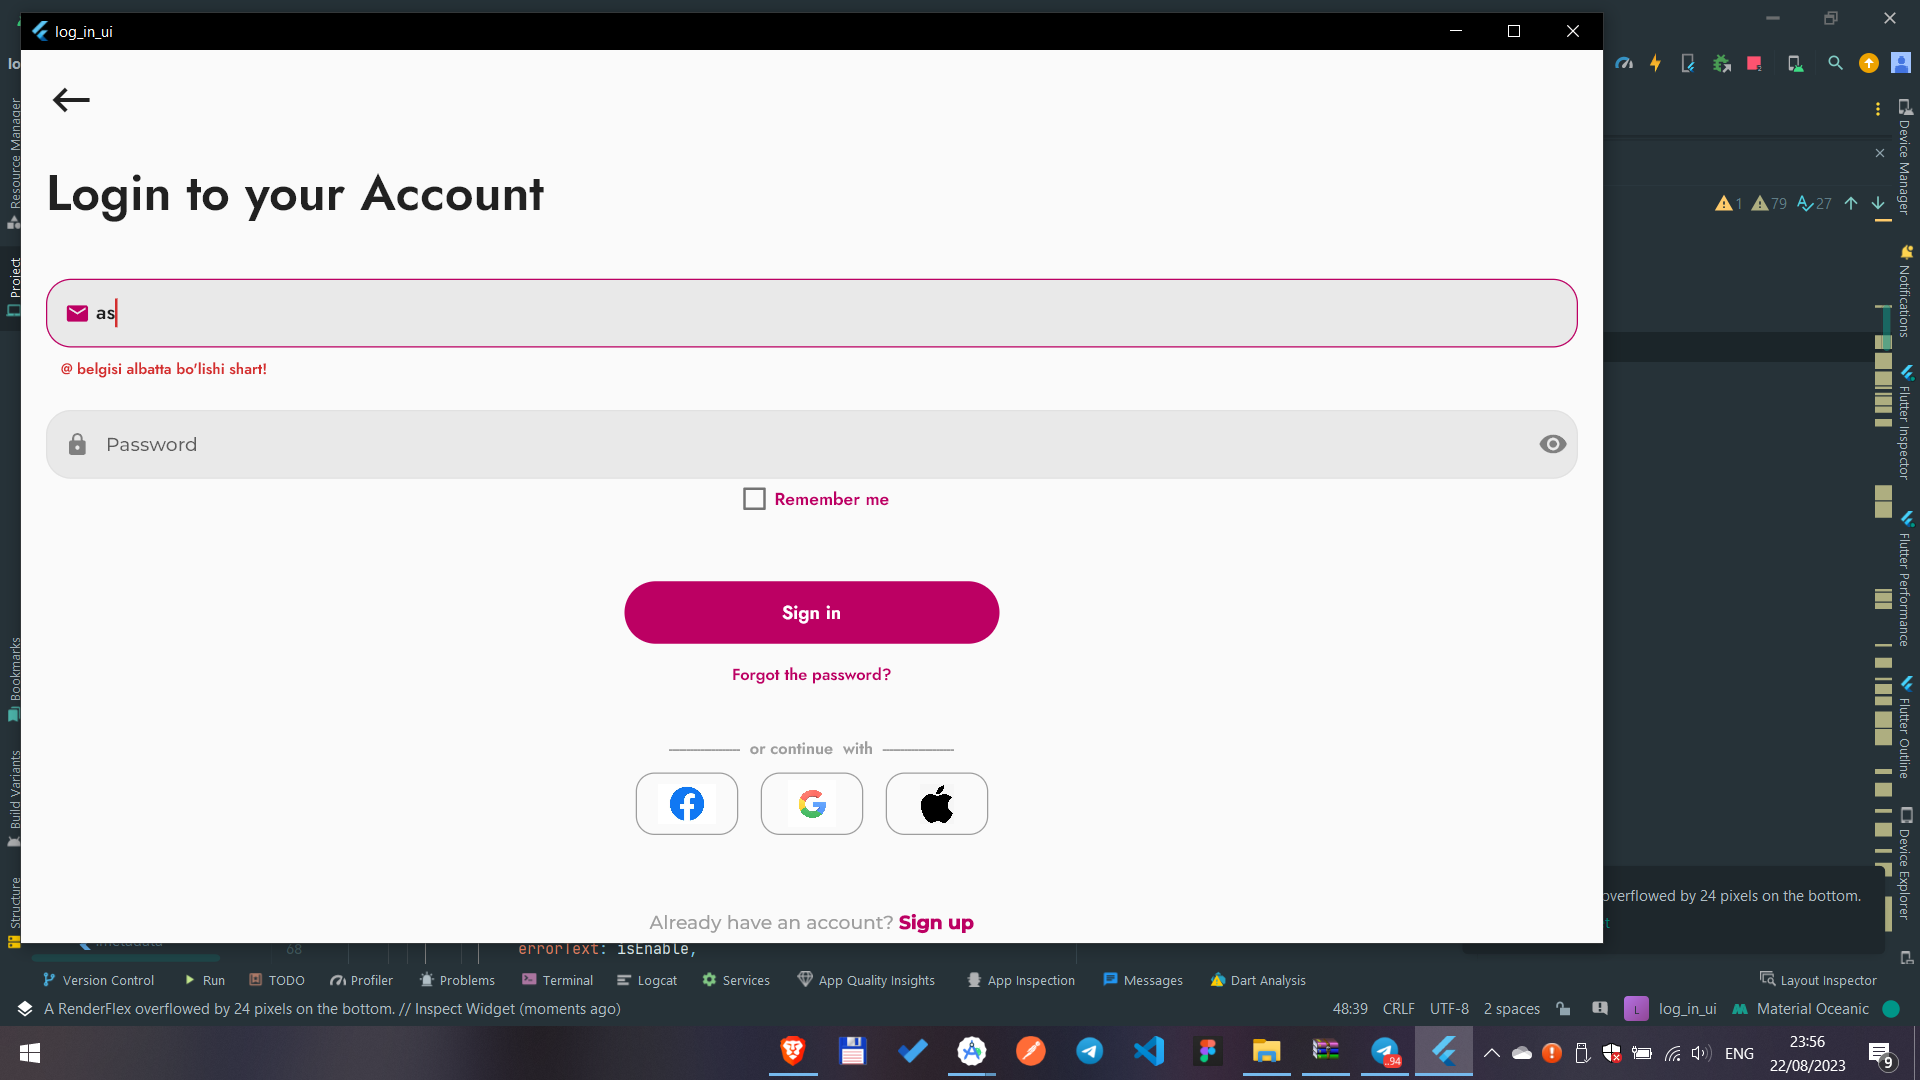 log_in_ui
lo
Login to your Account
as
@ belgisi albatta bo'lishi shart!
Password
Remember me
Sign in
Forgot the password?
or continue with
Already have an account? Sign up
Resource Manager
Project
Bookmarks
Build Variants
Structure
1 79 27
Device Manager
Notifications
Flutter Inspector
Flutter Performance
Flutter Outline
Device Explorer
overflowed by 24 pixels on the bottom.
t
68
errorText: isEnable,
Version Control Run TODO Profiler Problems Terminal Logcat Services App Quality Insights App Inspection Messages Dart Analysis Layout Inspector
A RenderFlex overflowed by 24 pixels on the bottom. // Inspect Widget (moments ago)
48:39 CRLF UTF-8 2 spaces L log_in_ui Material Oceanic
..94
ENG
23:56
22/08/2023
9